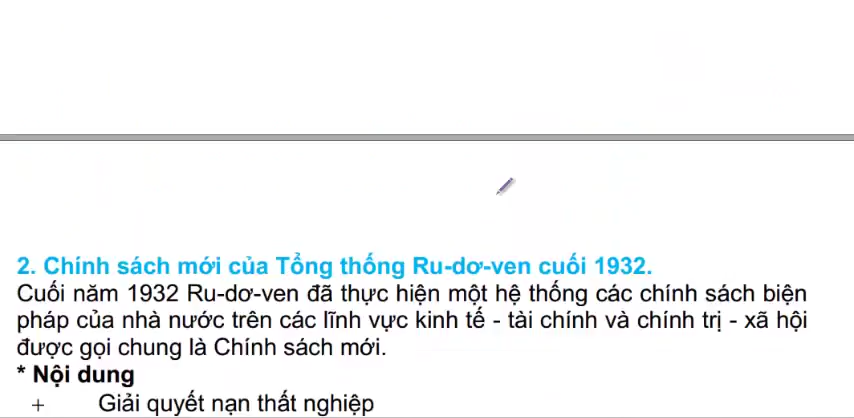 2. Chính sách mới của Tổng thống Ru-dơ-ven cuối 1932.
Cuối năm 1932 Ru-dơ-ven đã thực hiện một hệ thống các chính sách biện
pháp của nhà nước trên các lĩnh vực kinh tế - tài chính và chính trị - xã hội
được gọi chung là Chính sách mới.
* Nội dung
+ Giải quyết nạn thất nghiệp